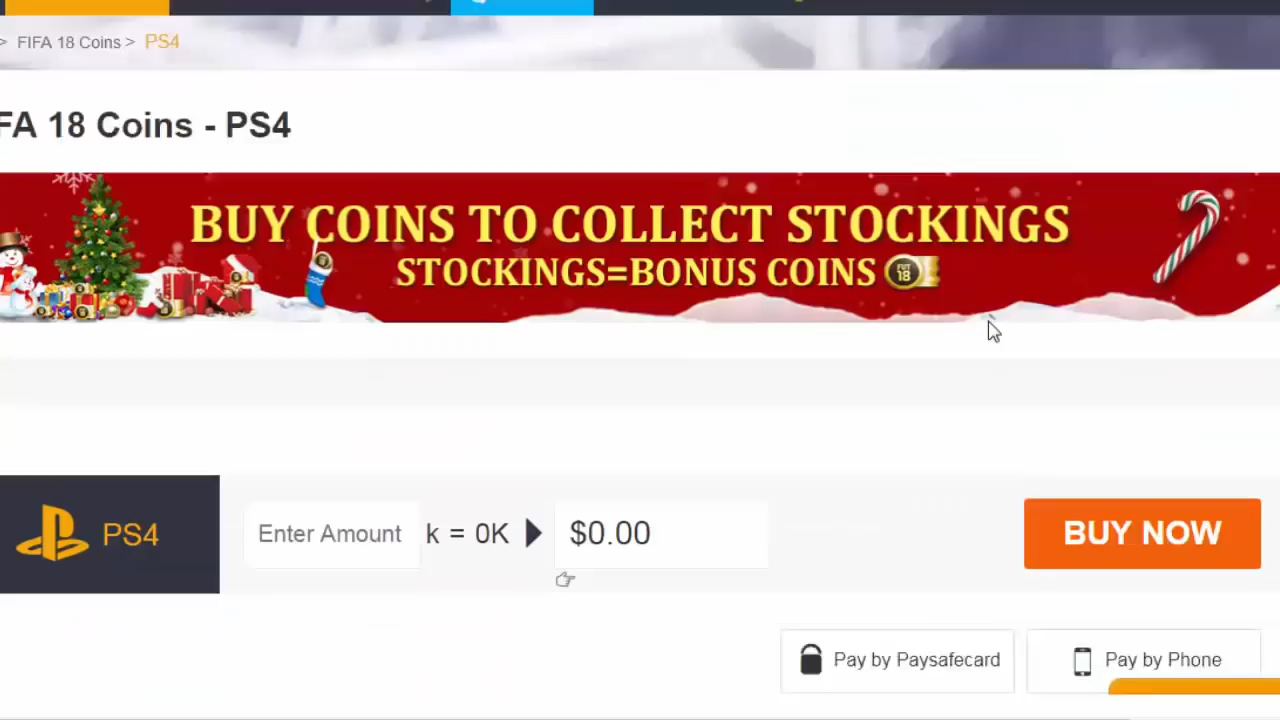 > FIFA 18 Coins > PS4
FA 18 Coins - PS4
BUY COINS TO COLLECT STOCKINGS
STOCKINGS=BONUS COINS
FUT
18
PS4
Enter Amount k = 0K $0.00
BUY NOW
Pay by Paysafecard
Pay by Phone